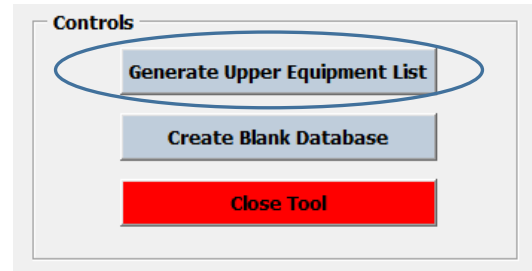 Controls
Generate Upper Equipment List
Create Blank Database
Close Tool